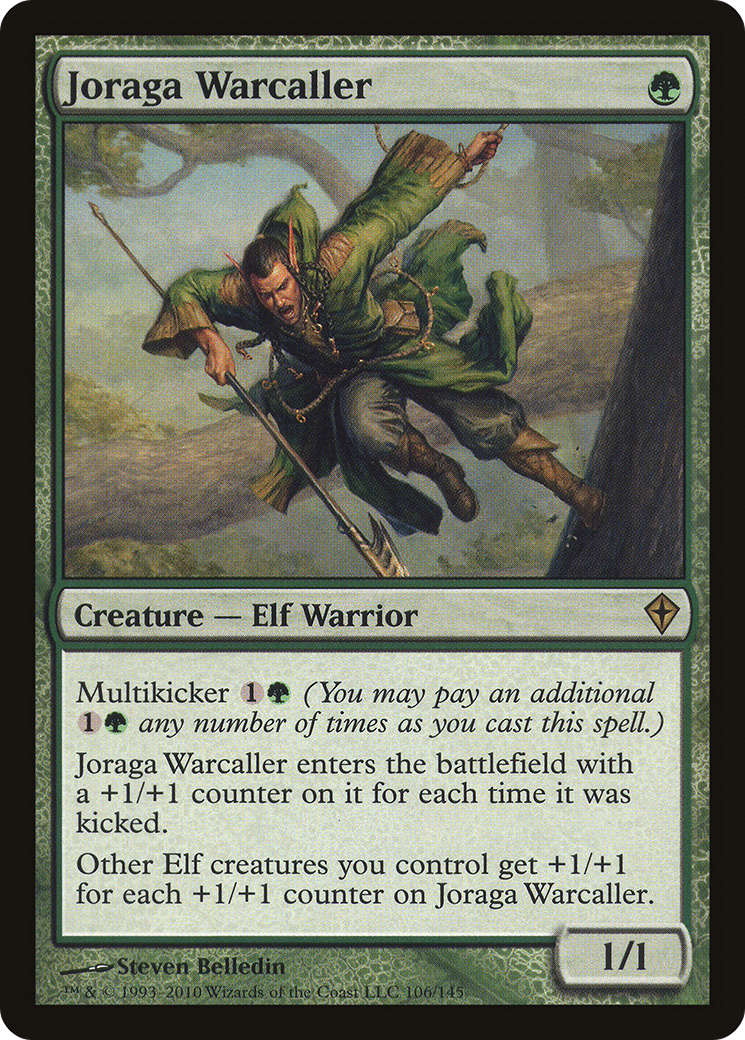 Joraga Warcaller
Creature — Elf Warrior
Multikicker 1 (You may pay an additional
1 any number of times as you cast this spell.)
Joraga Warcaller enters the battlefield with
a +1/+1 counter on it for each time it was
kicked.
Other Elf creatures you control get +1/+1
for each +1/+1 counter on Joraga Warcaller.
1/1
Steven Belledin
™ & © 1993–2010 Wizards of the Coast LLC 106/145